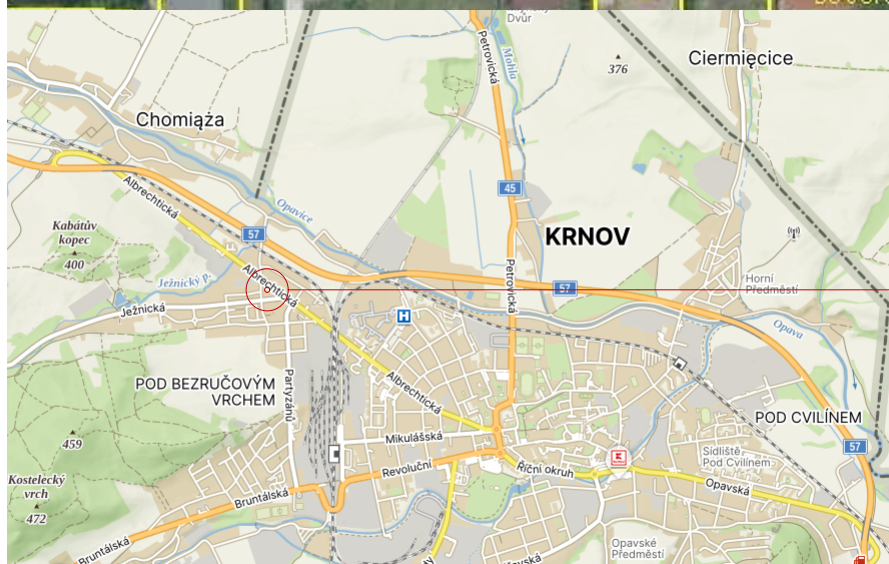 Dvůr
Ciermięcice
Mohla
376
Petrovická
Chomiąża
45
Albrechtická
Opavice
57
KRNOV
Kabátův
kopec
400
Ježnický p.
Albrechtická
Petrovická
57
Horní
Předměstí
Ježnická
H
Opava
POD BEZRUČOVÝM
VRCHEM
Partyzánů
Albrechtická
POD CVILÍNEM
459
Mikulášská
57
Kostelecký
vrch
472
Revoluční
Říční okruh
Sídliště
Pod Cvilínem
Bruntálská
Opavská
Bruntálská
Opavské
Předměstí